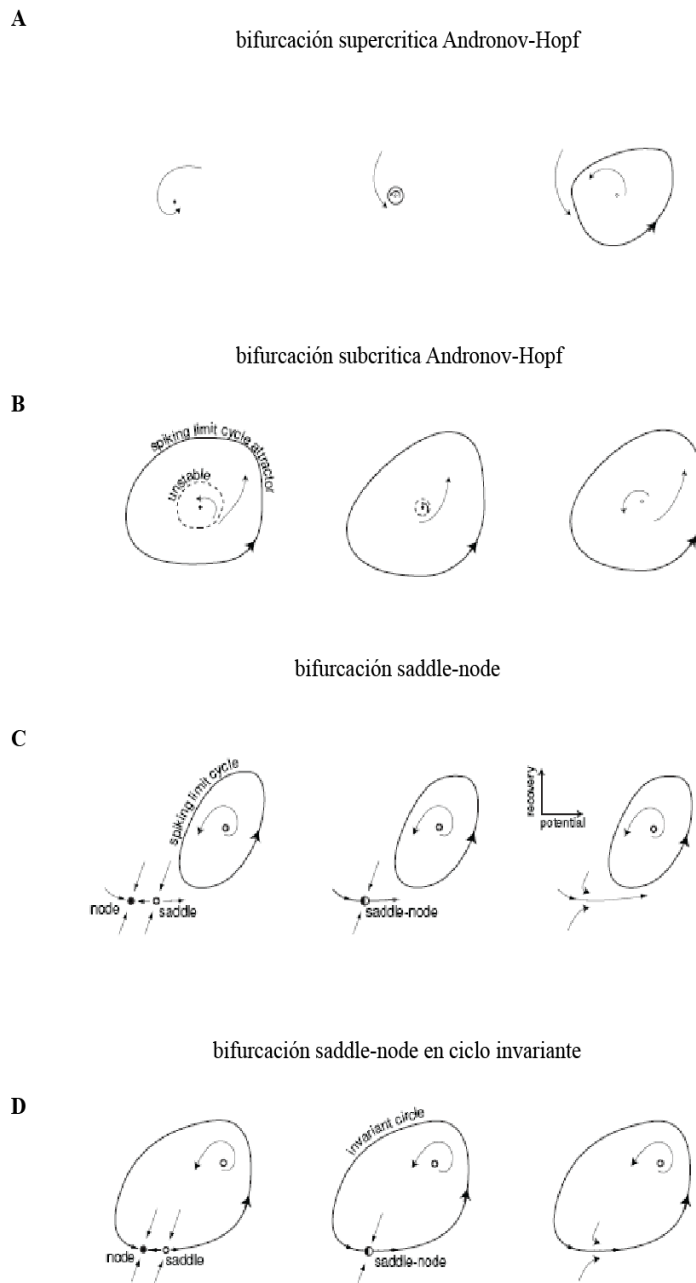 A
bifurcación supercritica Andronov-Hopf
bifurcación subcritica Andronov-Hopf
B
spiking limit cycle attractor
unstable
bifurcación saddle-node
C
spiking limit cycle
node
saddle
saddle-node
recovery
potential
bifurcación saddle-node en ciclo invariante
D
node
saddle
invariant circle
saddle-node